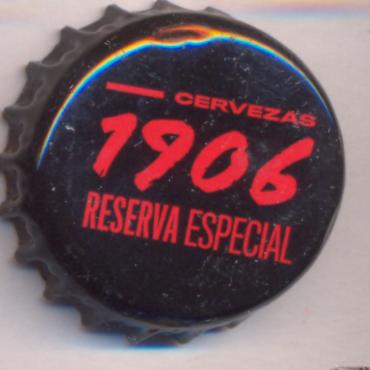 CERVEZAS
1906
RESERVA ESPECIAL